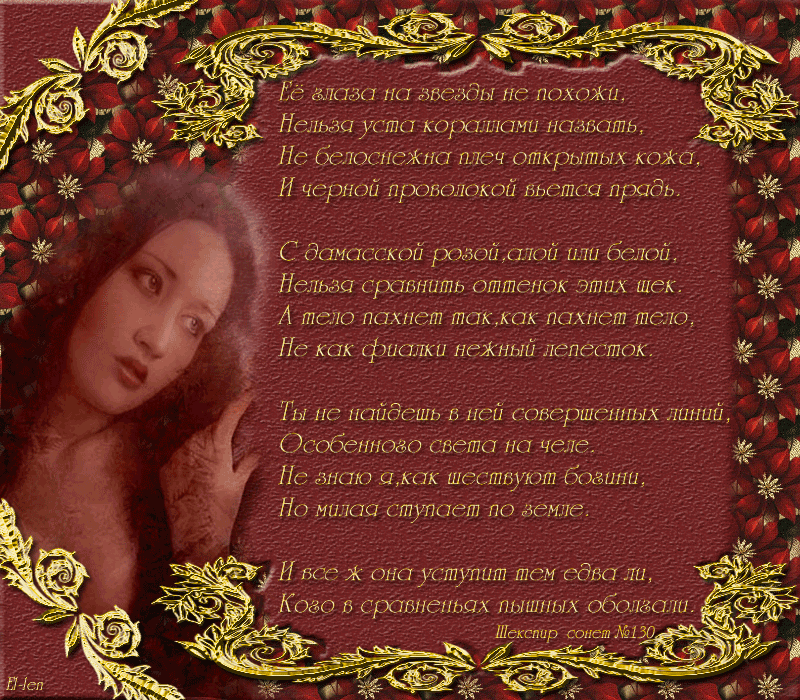 Её глаза на звезды не похожи,
Нельзя уста кораллами назвать,
Не белоснежна плеч открытых кожа,
И черной проволокой вьется прядь.
С дамасской розой,алой или белой,
Нельзя сравнить оттенок этих щек.
А тело пахнет так,как пахнет тело,
Не как фиалки нежный лепесток.
Ты не найдешь в ней совершенных линий,
Особенного света на челе.
Не знаю я,как шествуют богини,
Но милая ступает по земле.
И все ж она уступит тем едва ли,
Кого в сравненьях пышных оболгали.
Шекспир сонет №130
El-len